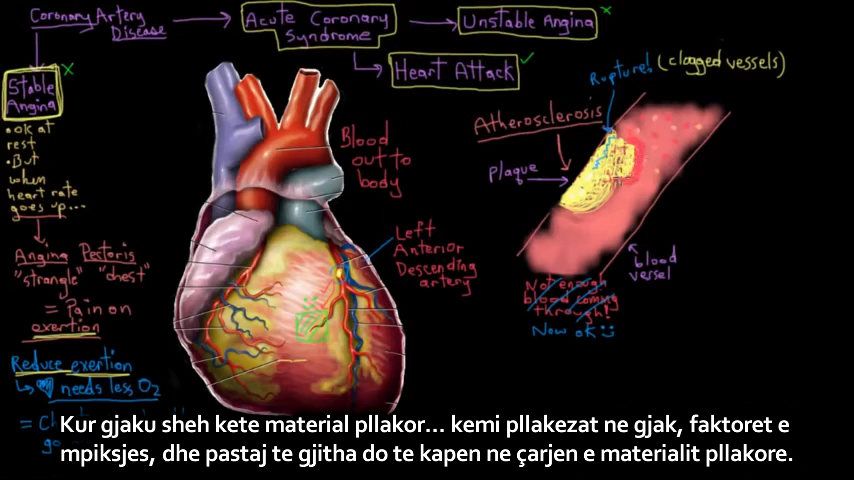 Coronary Artery Disease
Acute Coronary Syndrome
Unstable Angina
Heart Attack
Stable Angina
• ok at rest
• But when heart rate goes up...
Angina Pectoris
"strangle" "chest"
= Pain on exertion
Reduce exertion
↳ needs less O2
Blood out to body
Left Anterior Descending artery
Rupture! (clogged vessels)
Atherosclerosis
plaque
blood vessel
Not enough blood coming through!
Now ok
Kur gjaku sheh kete material pllakor... kemi pllakezat ne gjak, faktoret e
mpiksjes, dhe pastaj te gjitha do te kapen ne çarjen e materialit pllakore.